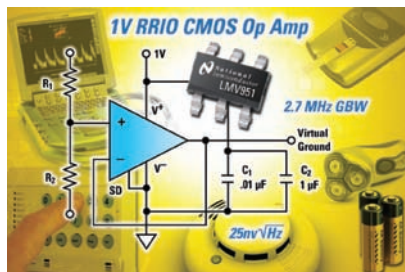 1V RRIO CMOS Op Amp
1V
R1
V+
National
Semiconductor
LMV951
2.7 MHz GBW
+
−
Virtual
Ground
R2
SD
V−
C1
.01 µF
C2
1 µF
25nv√Hz